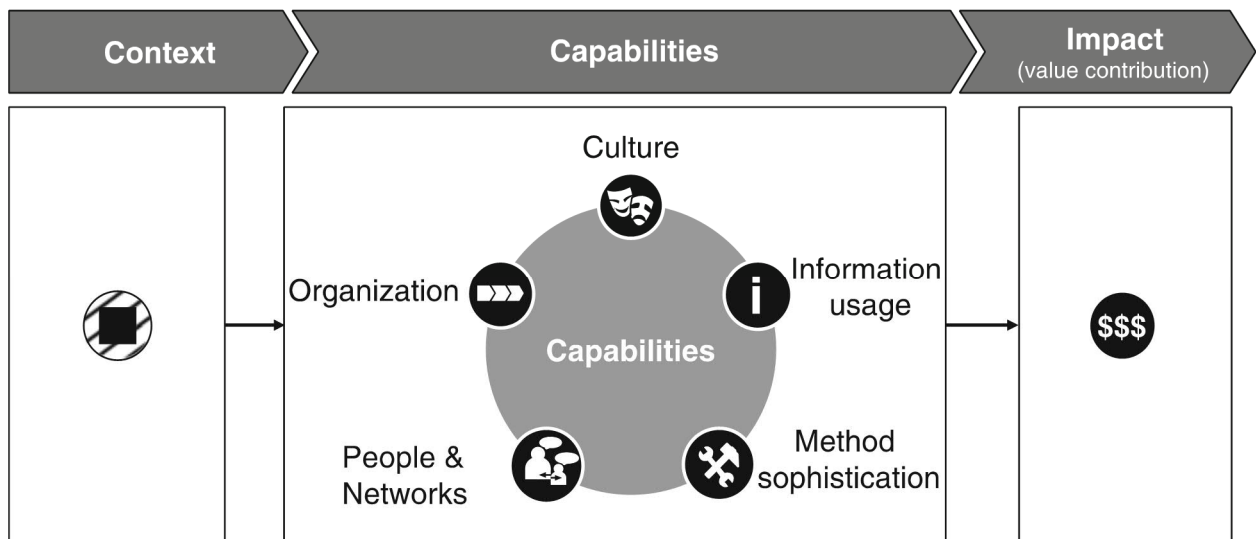 Context
Capabilities
Impact
(value contribution)
Culture
Organization
Information
usage
Capabilities
$$$
People &
Networks
Method
sophistication
i